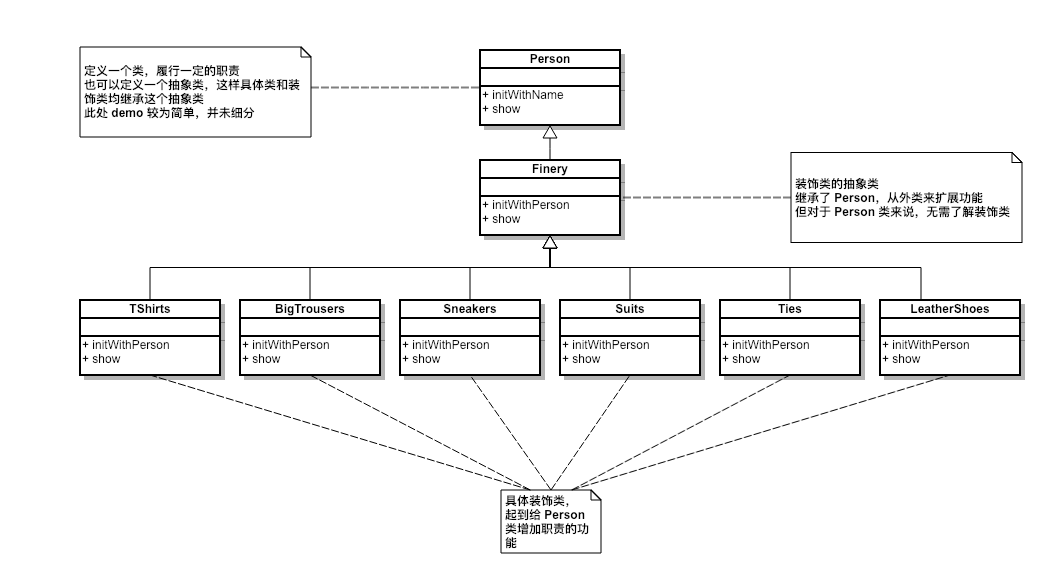 定义一个类，履行一定的职责
也可以定义一个抽象类，这样具体类和装
饰类均继承这个抽象类
此处 demo 较为简单，并未细分
Person
+ initWithName
+ show
Finery
+ initWithPerson
+ show
装饰类的抽象类
继承了 Person，从外类来扩展功能
但对于 Person 类来说，无需了解装饰类
TShirts
+ initWithPerson
+ show
BigTrousers
+ initWithPerson
+ show
Sneakers
+ initWithPerson
+ show
Suits
+ initWithPerson
+ show
Ties
+ initWithPerson
+ show
LeatherShoes
+ initWithPerson
+ show
具体装饰类，
起到给 Person
类增加职责的功
能